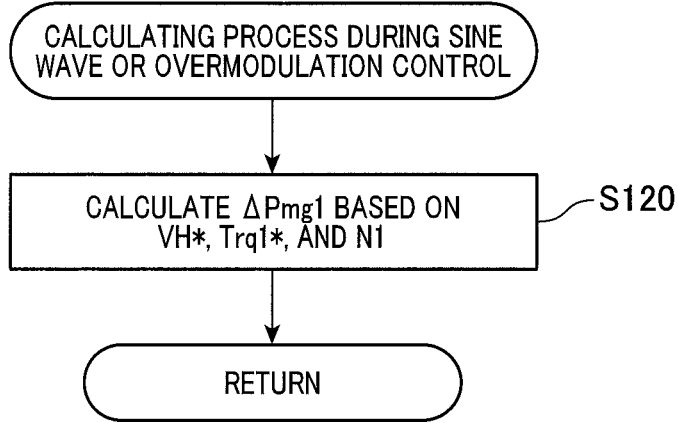 CALCULATING PROCESS DURING SINE
WAVE OR OVERMODULATION CONTROL
CALCULATE ΔPmg1 BASED ON
VH*, Trq1*, AND N1
S120
RETURN